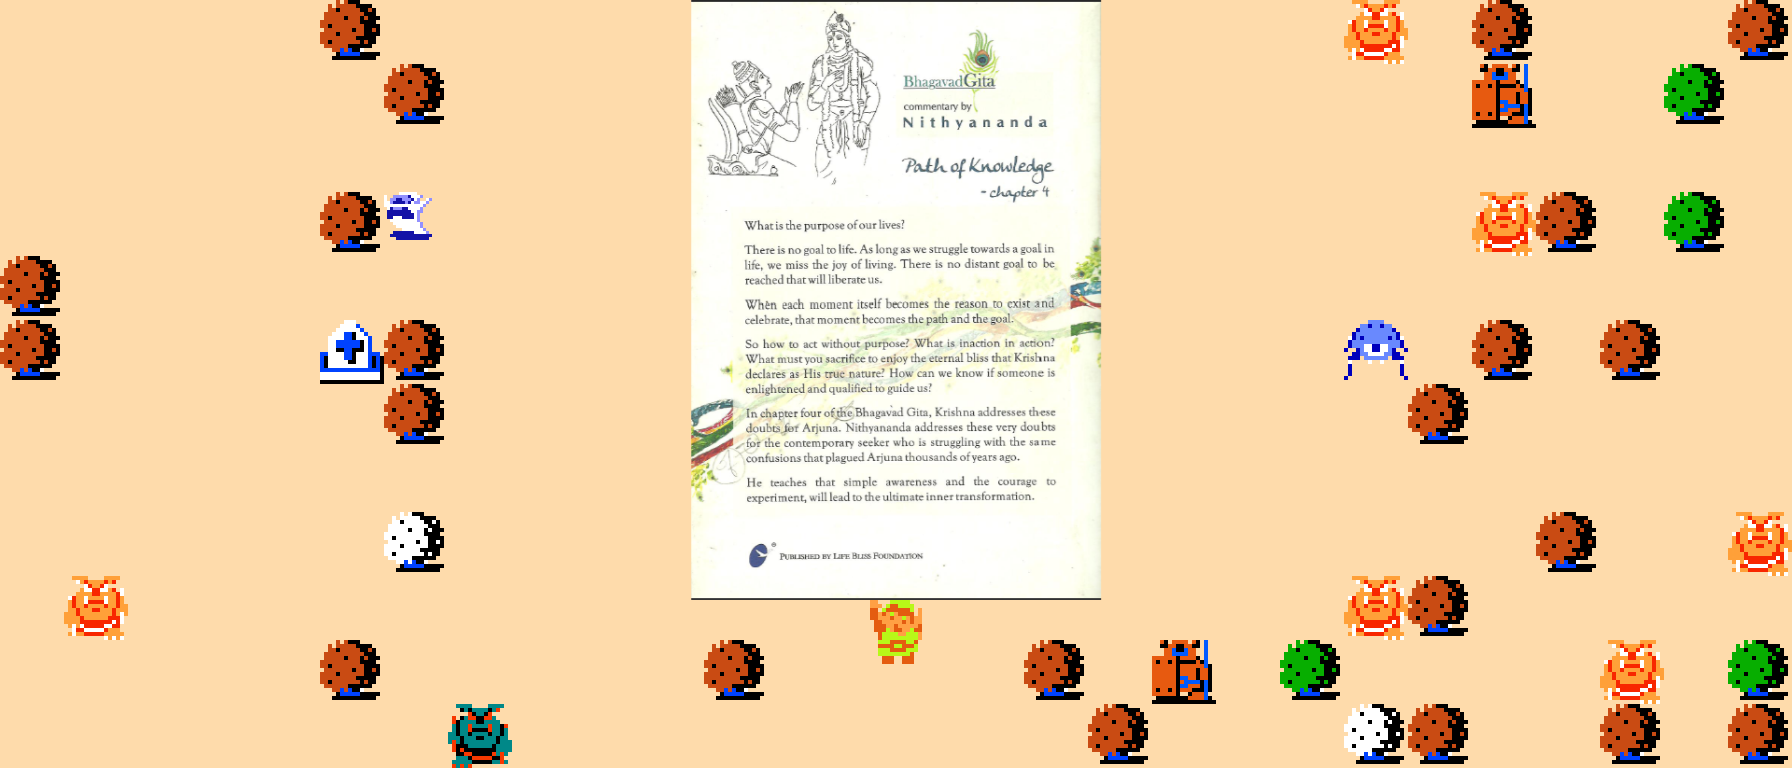 BhagavadGita
commentary by
Nithyananda
Path of Knowledge
- chapter 4
What is the purpose of our lives?
There is no goal to life. As long as we struggle towards a goal in
life, we miss the joy of living. There is no distant goal to be
reached that will liberate us.
When each moment itself becomes the reason to exist and
celebrate, that moment becomes the path and the goal.
So how to act without purpose? What is inaction in action?
What must you sacrifice to enjoy the eternal bliss that Krishna
declares as His true nature? How can we know if someone is
enlightened and qualified to guide us?
In chapter four of the Bhagavad Gita, Krishna addresses these
doubts for Arjuna. Nithyananda addresses these very doubts
for the contemporary seeker who is struggling with the same
confusions that plagued Arjuna thousands of years ago.
He teaches that simple awareness and the courage to
experiment, will lead to the ultimate inner transformation.
PUBLISHED BY LIFE BLISS FOUNDATION